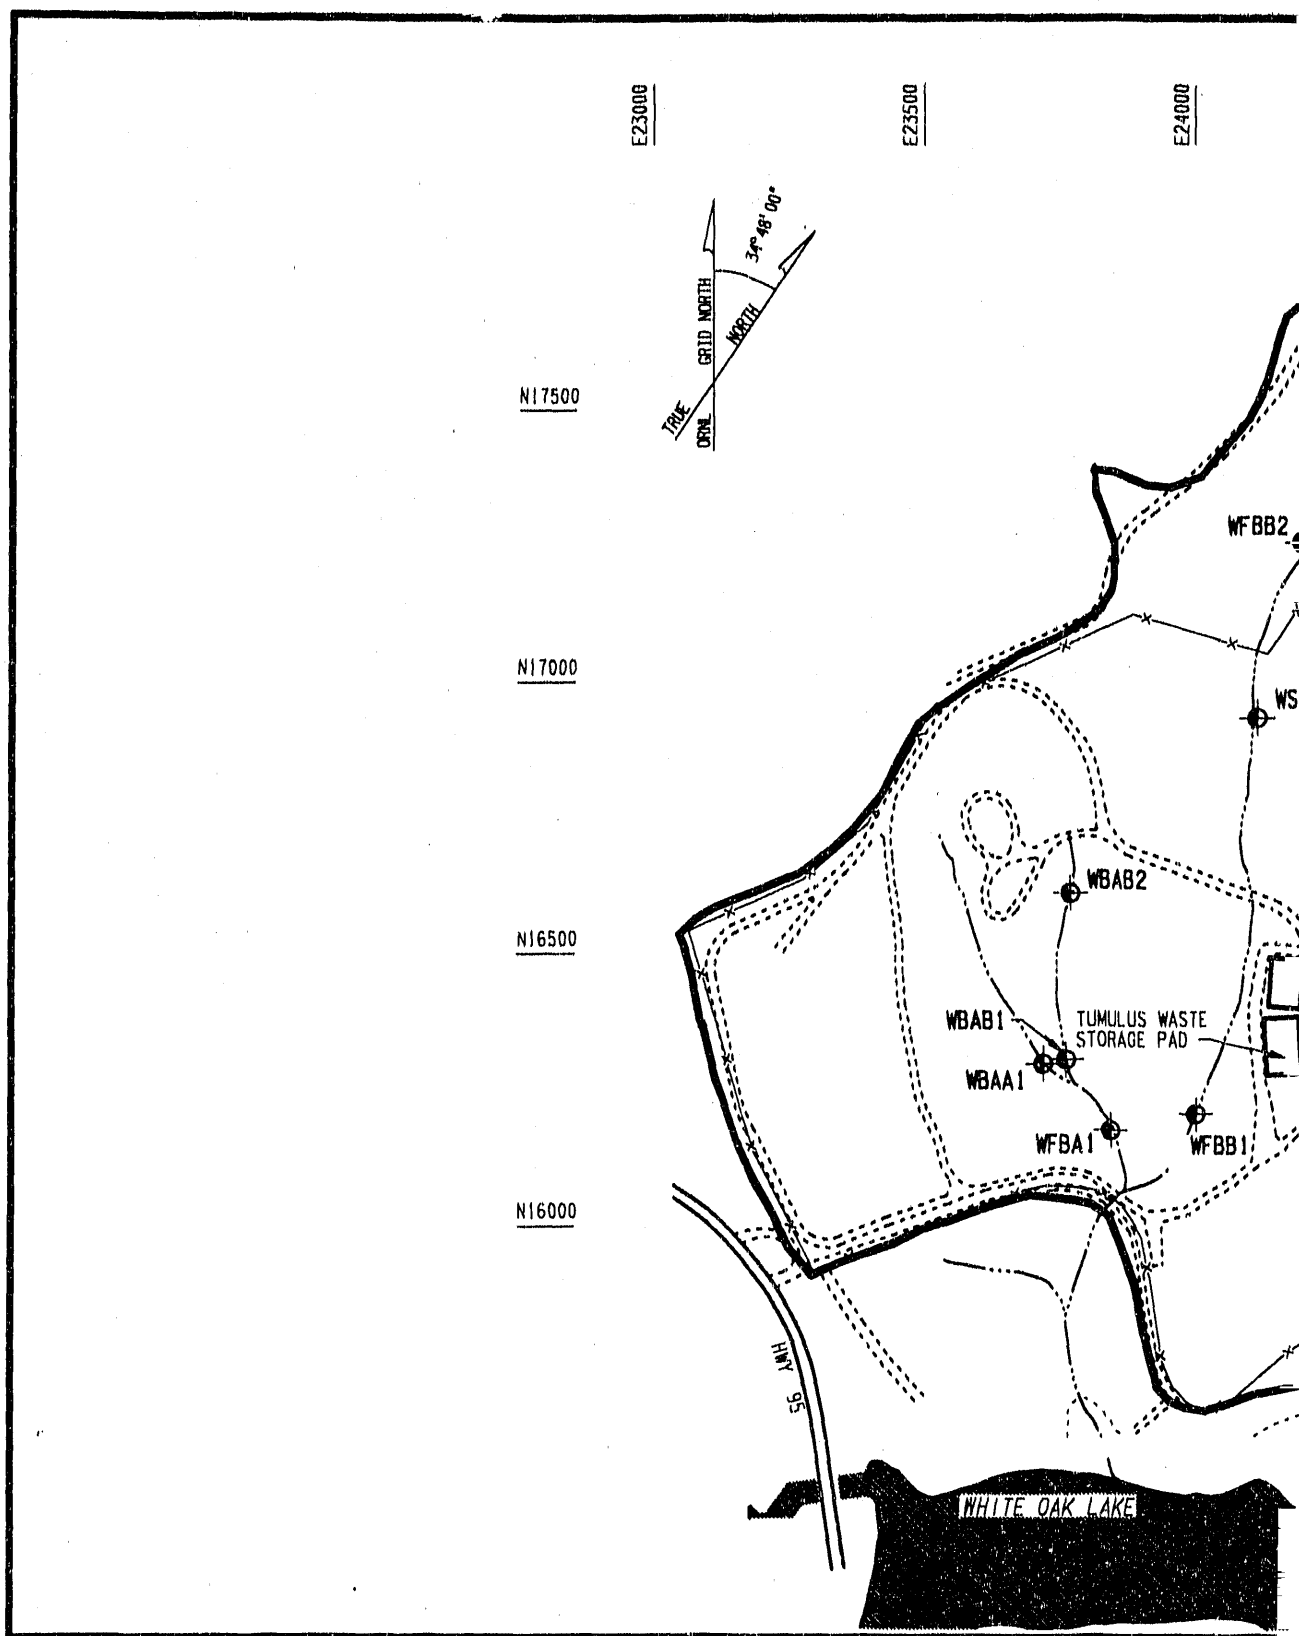 E23000
E23500
E24000
34° 48' 00"
ORNL GRID NORTH
TRUE NORTH
N17500
WFBB2
N17000
WS
WBAB2
N16500
WBAB1
TUMULUS WASTE
STORAGE PAD
WBAA1
WFBA1
WFBB1
N16000
HWY 95
WHITE OAK LAKE